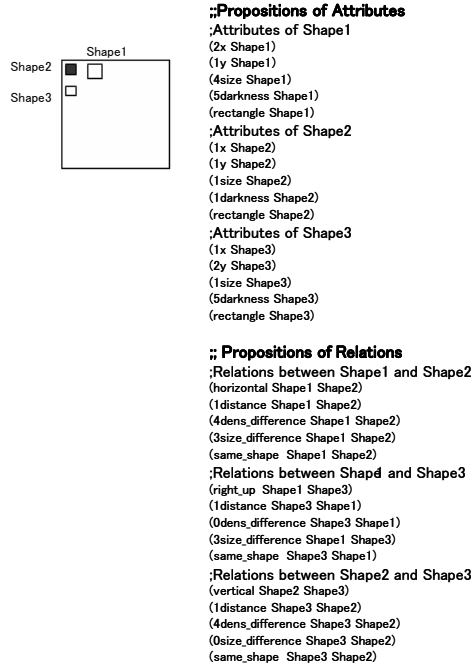 Shape1
Shape2
Shape3
;;Propositions of Attributes
;Attributes of Shape1
(2x Shape1)
(1y Shape1)
(4size Shape1)
(5darkness Shape1)
(rectangle Shape1)
;Attributes of Shape2
(1x Shape2)
(1y Shape2)
(1size Shape2)
(1darkness Shape2)
(rectangle Shape2)
;Attributes of Shape3
(1x Shape3)
(2y Shape3)
(1size Shape3)
(5darkness Shape3)
(rectangle Shape3)
;; Propositions of Relations
;Relations between Shape1 and Shape2
(horizontal Shape1 Shape2)
(1distance Shape1 Shape2)
(4dens_difference Shape1 Shape2)
(3size_difference Shape1 Shape2)
(same_shape Shape1 Shape2)
;Relations between Shape1 and Shape3
(right_up Shape1 Shape3)
(1distance Shape3 Shape1)
(0dens_difference Shape3 Shape1)
(3size_difference Shape1 Shape3)
(same_shape Shape3 Shape1)
;Relations between Shape2 and Shape3
(vertical Shape2 Shape3)
(1distance Shape3 Shape2)
(4dens_difference Shape3 Shape2)
(0size_difference Shape3 Shape2)
(same_shape Shape3 Shape2)